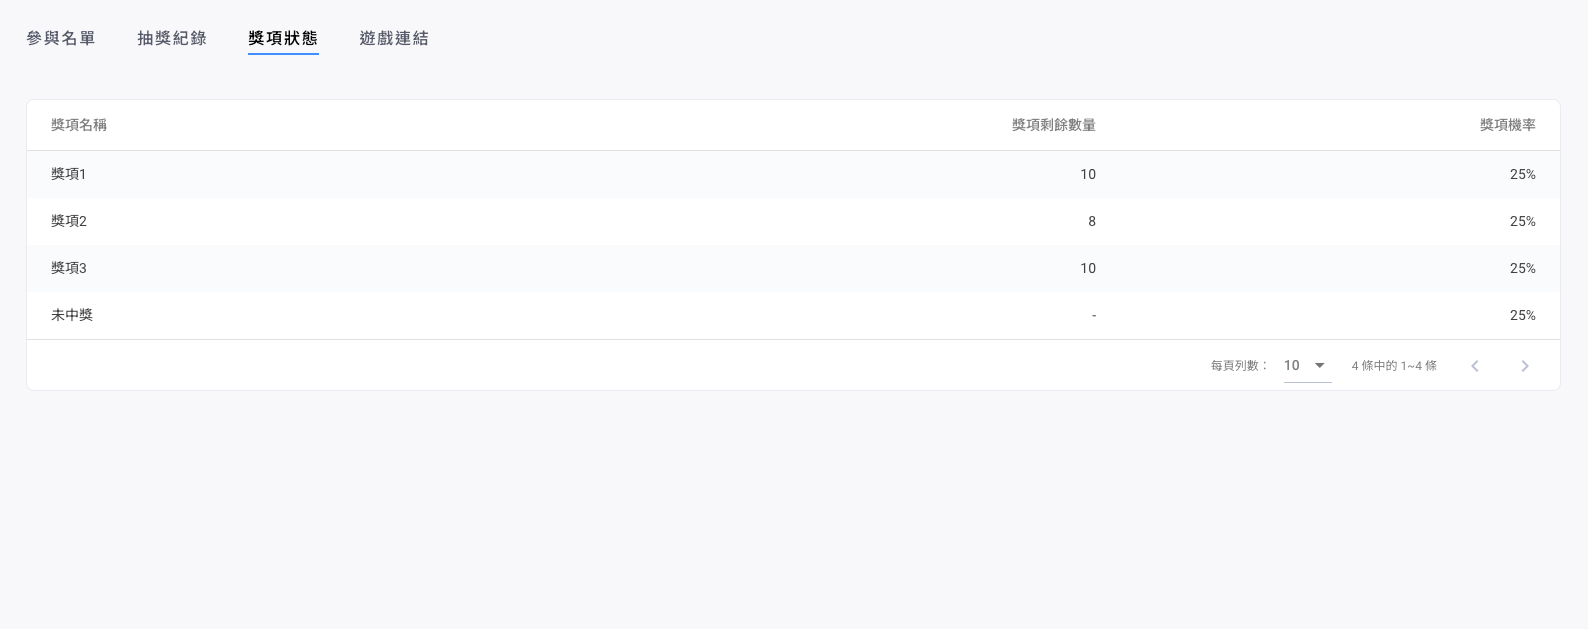 參與名單 抽獎紀錄 獎項狀態 遊戲連結
獎項名稱 獎項剩餘數量 獎項機率
獎項1 10 25%
獎項2 8 25%
獎項3 10 25%
未中獎 - 25%
每頁列數： 10 4 條中的 1~4 條